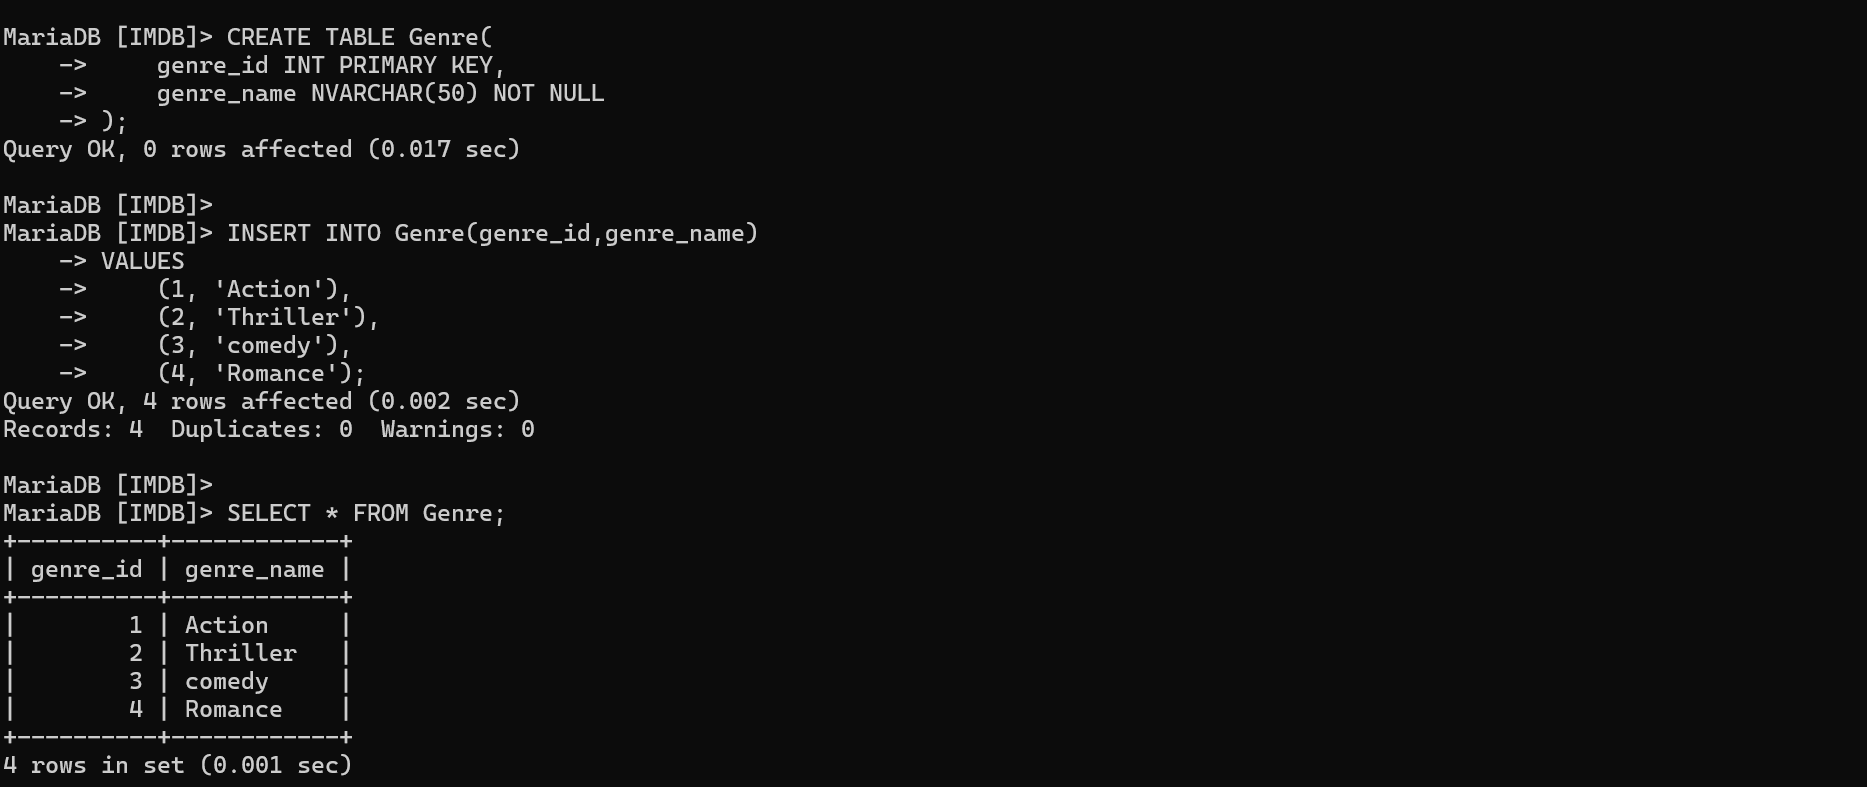 MariaDB [IMDB]> CREATE TABLE Genre(
    ->     genre_id INT PRIMARY KEY,
    ->     genre_name NVARCHAR(50) NOT NULL
    -> );
Query OK, 0 rows affected (0.017 sec)

MariaDB [IMDB]>
MariaDB [IMDB]> INSERT INTO Genre(genre_id,genre_name)
    -> VALUES
    ->     (1, 'Action'),
    ->     (2, 'Thriller'),
    ->     (3, 'comedy'),
    ->     (4, 'Romance');
Query OK, 4 rows affected (0.002 sec)
Records: 4  Duplicates: 0  Warnings: 0

MariaDB [IMDB]>
MariaDB [IMDB]> SELECT * FROM Genre;
+----------+------------+
| genre_id | genre_name |
+----------+------------+
|        1 | Action     |
|        2 | Thriller   |
|        3 | comedy     |
|        4 | Romance    |
+----------+------------+
4 rows in set (0.001 sec)